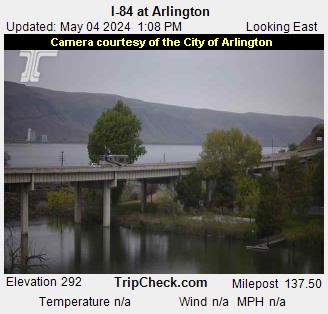 I-84 at Arlington
Updated: May 04 2024 1:08 PM Looking East
Camera courtesy of the City of Arlington
Elevation 292 TripCheck.com Milepost 137.50
Temperature n/a Wind n/a MPH n/a